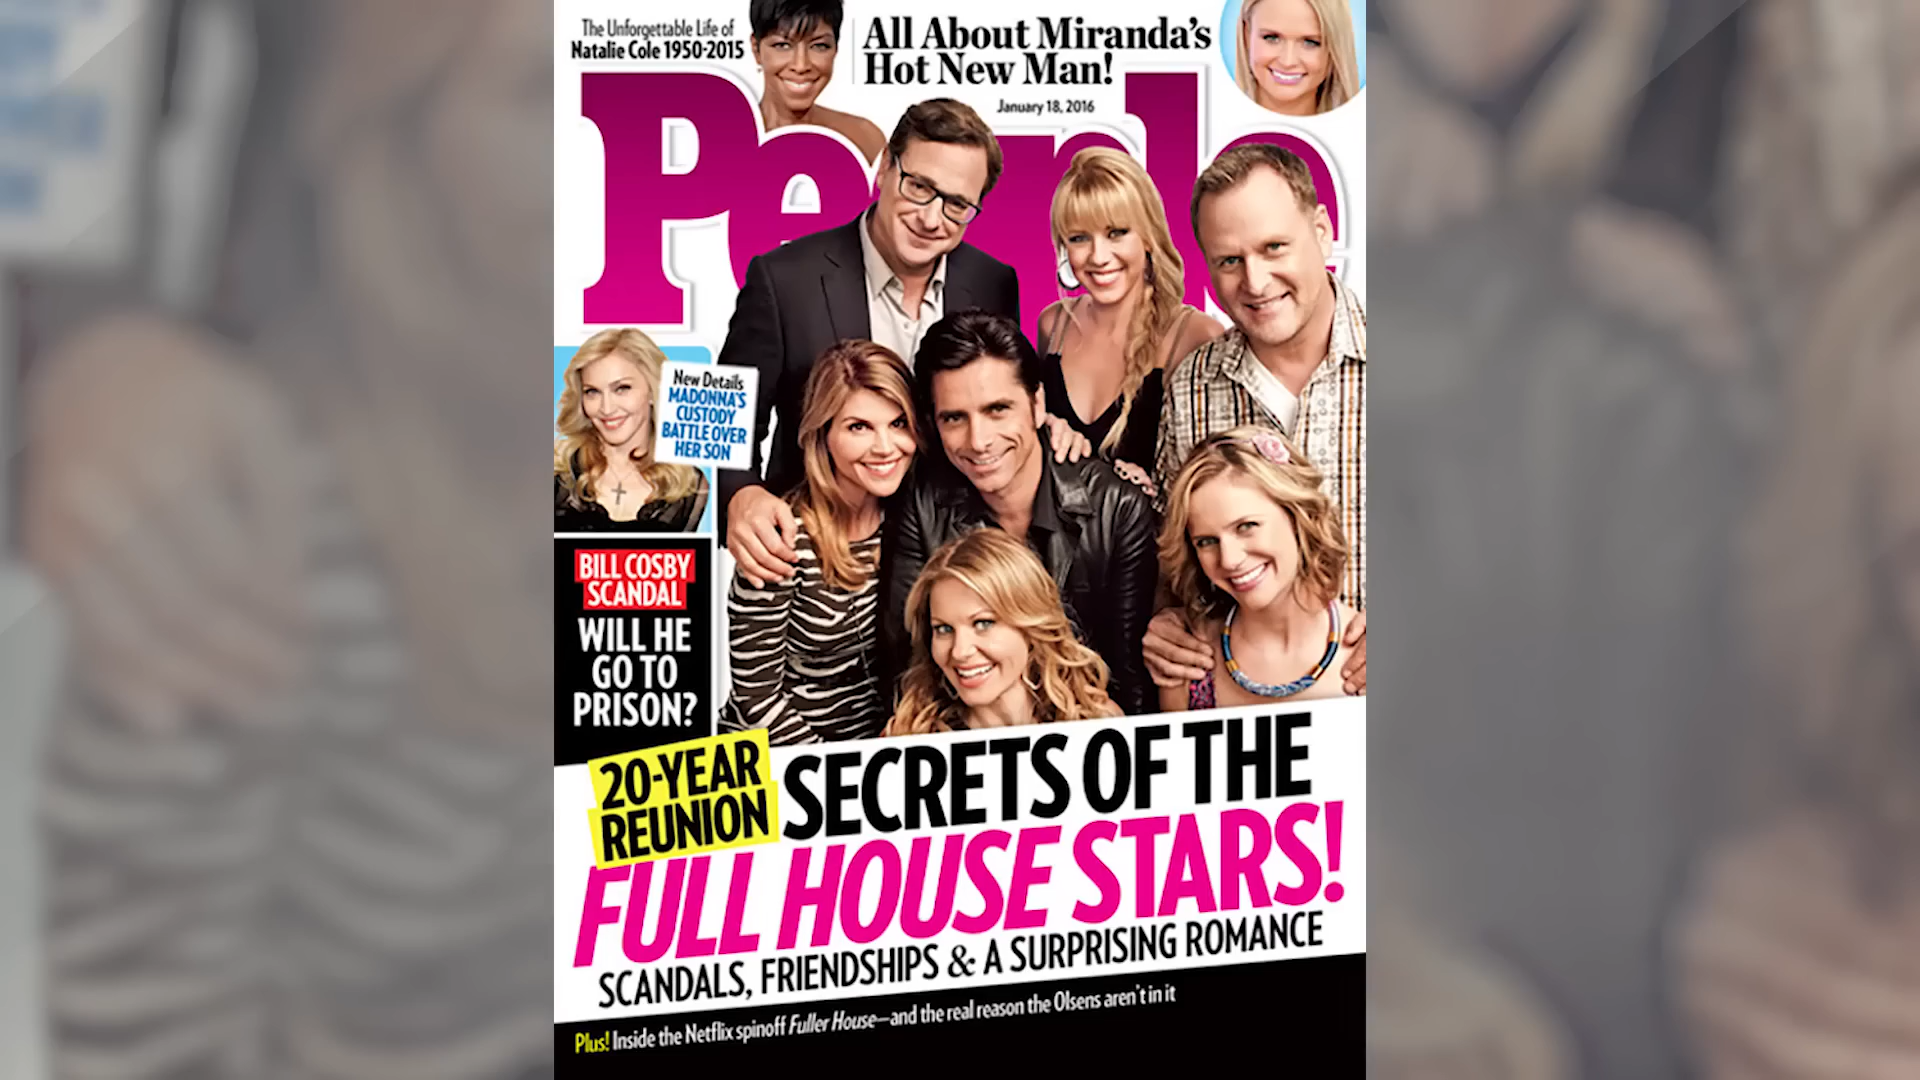 The Unforgettable Life of
Natalie Cole 1950-2015
All About Miranda's
Hot New Man!
January 18, 2016
People
New Details
MADONNA'S
CUSTODY
BATTLE OVER
HER SON
BILL COSBY
SCANDAL
WILL HE
GO TO
PRISON?
20-YEAR
REUNION
SECRETS OF THE
FULL HOUSE STARS!
SCANDALS, FRIENDSHIPS & A SURPRISING ROMANCE
Plus! Inside the Netflix spinoff Fuller House—and the real reason the Olsens aren't in it